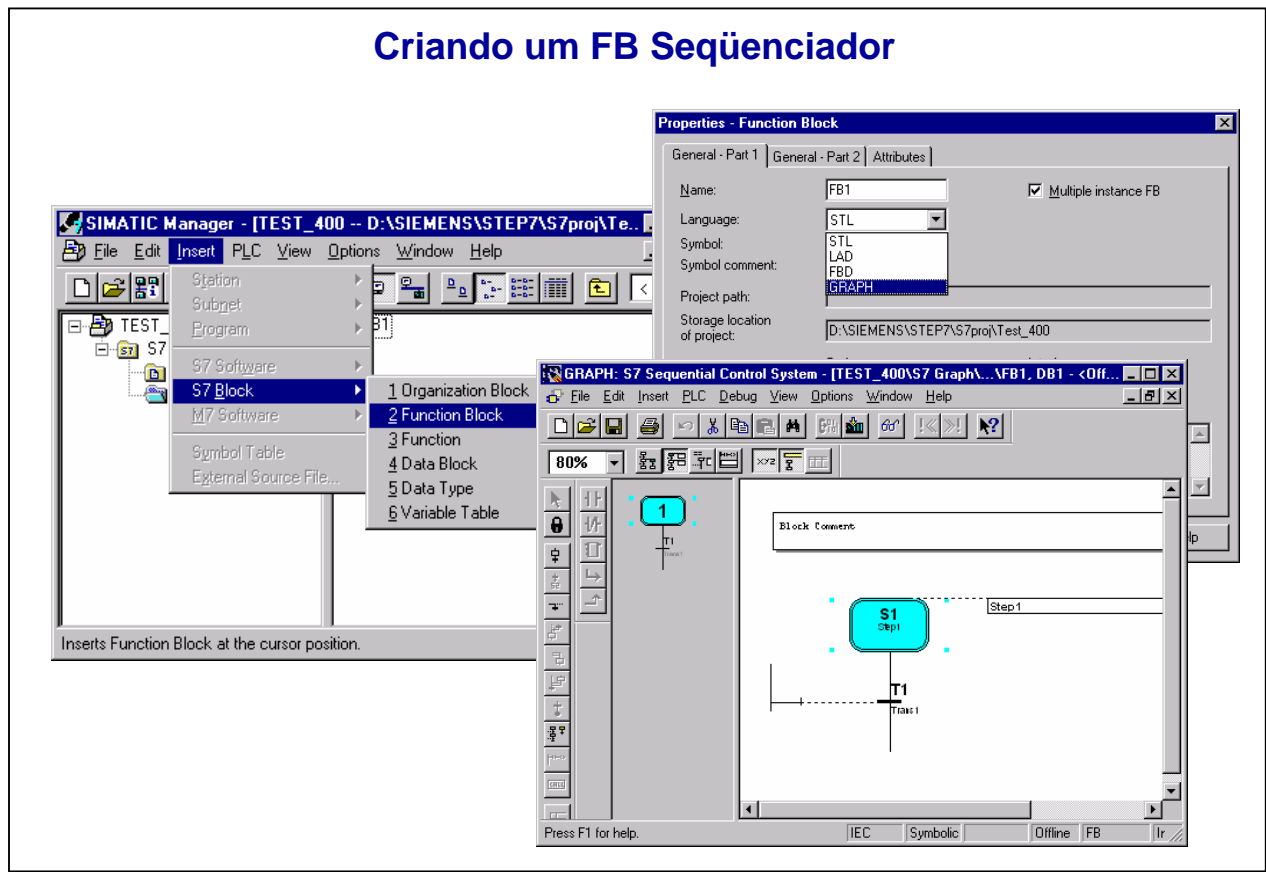 Criando um FB Seqüenciador
Properties - Function Block
General - Part 1
General - Part 2
Attributes
Name:
FB1
Multiple instance FB
Language:
STL
STL
LAD
FBD
GRAPH
Symbol:
Symbol comment:
Project path:
Storage location
of project:
D:\SIEMENS\STEP7\S7proj\Test_400
SIMATIC Manager - [TEST_400 -- D:\SIEMENS\STEP7\S7proj\Te..
File Edit Insert PLC View Options Window Help
TEST_
S7
Station
Subnet
Program
S7 Software
S7 Block
M7 Software
Symbol Table
External Source File...
1 Organization Block
2 Function Block
3 Function
4 Data Block
5 Data Type
6 Variable Table
Inserts Function Block at the cursor position.
GRAPH: S7 Sequential Control System - [TEST_400\S7 Graph\...\FB1, DB1 - <Off...
File Edit Insert PLC Debug View Options Window Help
80%
1
T1
Trans1
Block Comment
S1
Step1
Step1
T1
Trans1
Press F1 for help.
IEC
Symbolic
Offline
FB